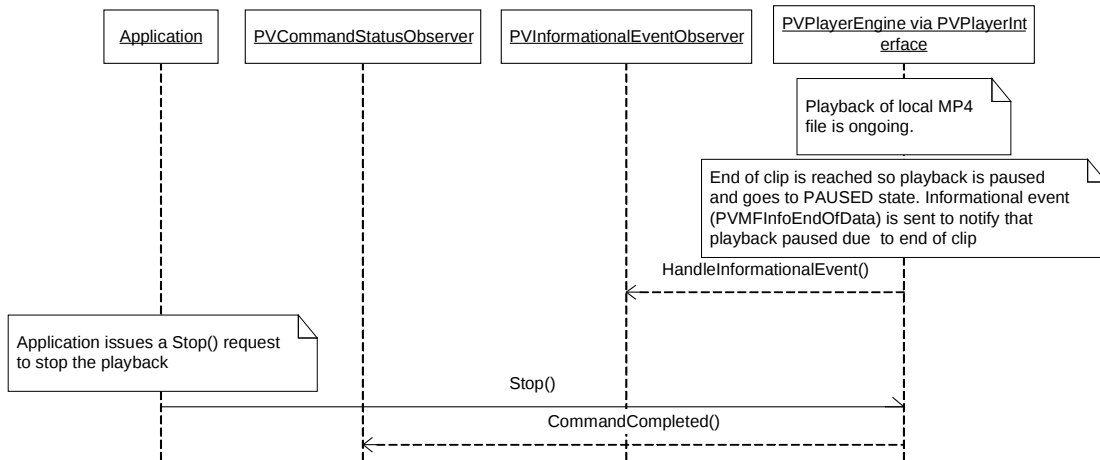 Application
PVCommandStatusObserver
PVInformationalEventObserver
PVPlayerEngine via PVPlayerInt
erface
Playback of local MP4
file is ongoing.
End of clip is reached so playback is paused
and goes to PAUSED state. Informational event
(PVMFInfoEndOfData) is sent to notify that
playback paused due  to end of clip
HandleInformationalEvent()
Application issues a Stop() request
to stop the playback
Stop()
CommandCompleted()